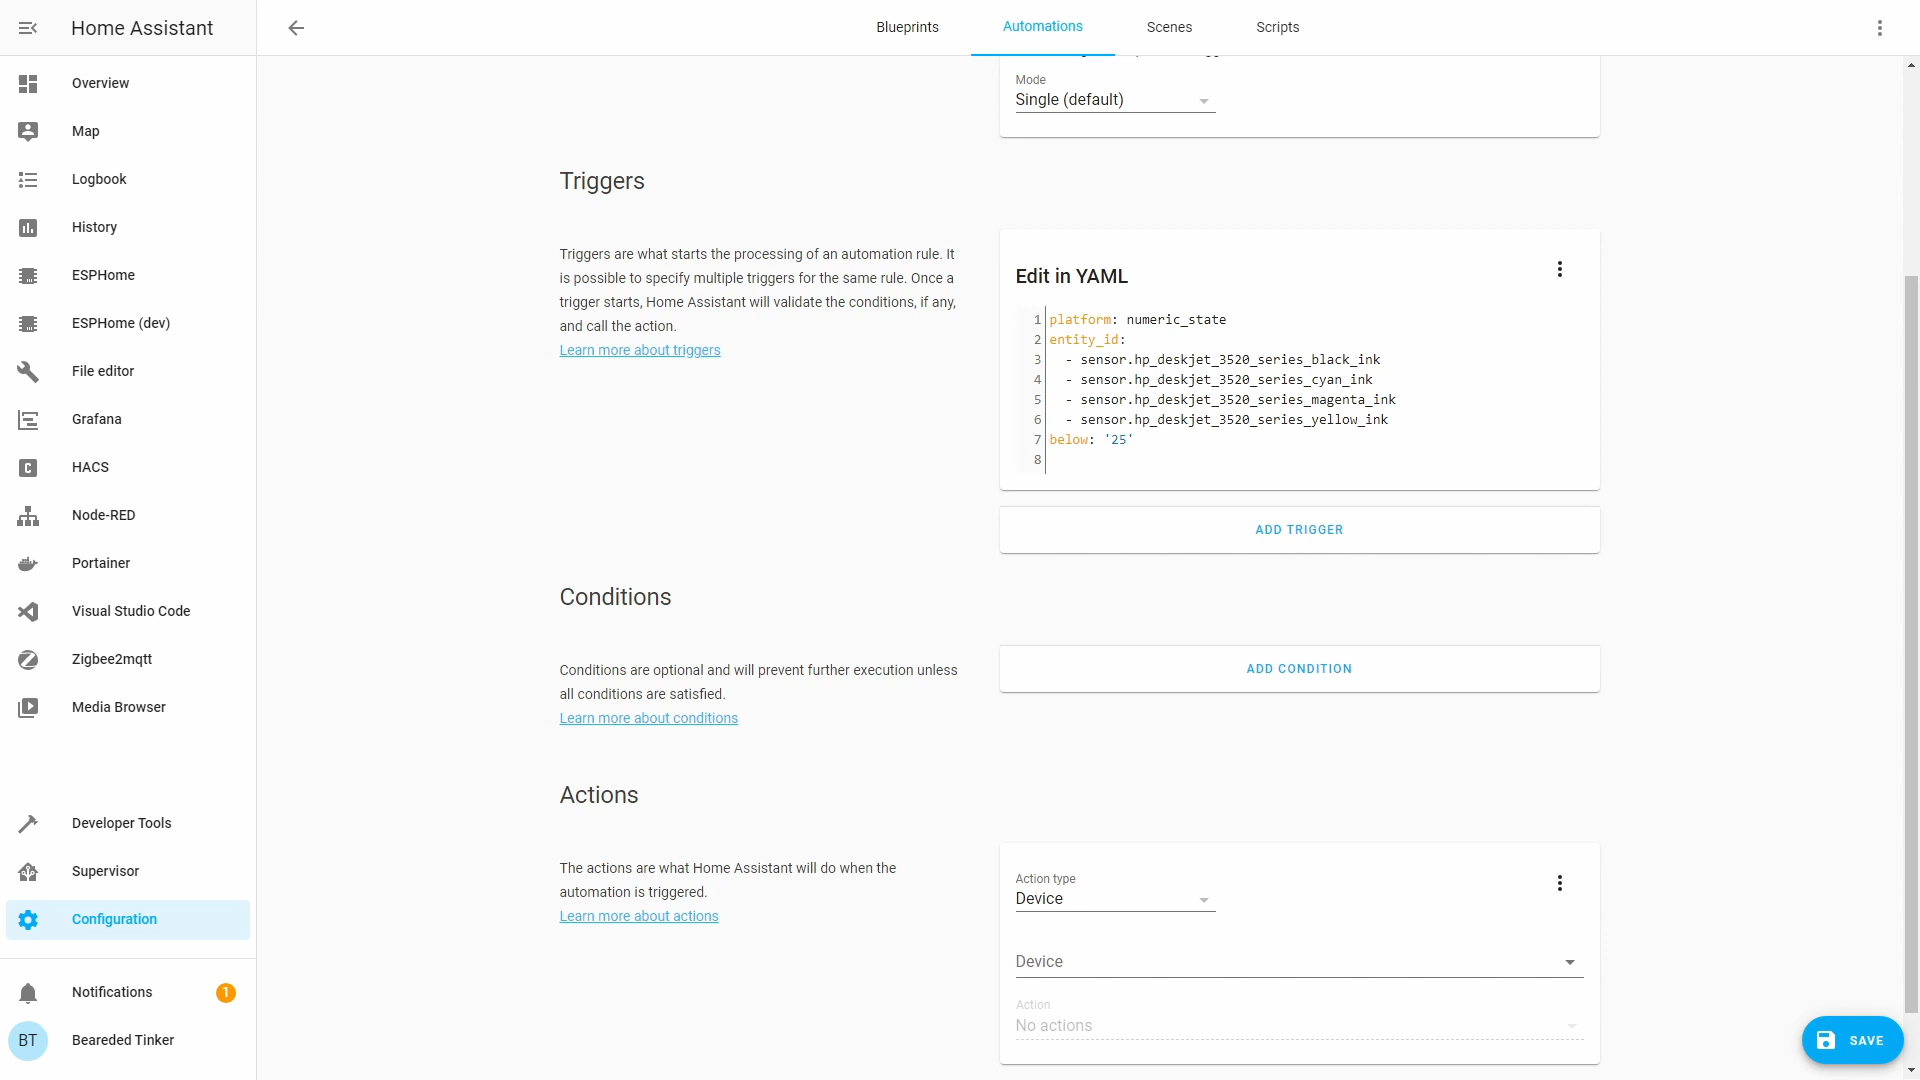 Home Assistant
Blueprints
Automations
Scenes
Scripts
Overview
Map
Logbook
History
ESPHome
ESPHome (dev)
File editor
Grafana
HACS
Node-RED
Portainer
Visual Studio Code
Zigbee2mqtt
Media Browser
Developer Tools
Supervisor
Configuration
Notifications
1
BT
Beareded Tinker
Mode
Single (default)
Triggers
Triggers are what starts the processing of an automation rule. It
is possible to specify multiple triggers for the same rule. Once a
trigger starts, Home Assistant will validate the conditions, if any,
and call the action.
Learn more about triggers
Edit in YAML
1 platform: numeric_state
2 entity_id:
3   - sensor.hp_deskjet_3520_series_black_ink
4   - sensor.hp_deskjet_3520_series_cyan_ink
5   - sensor.hp_deskjet_3520_series_magenta_ink
6   - sensor.hp_deskjet_3520_series_yellow_ink
7 below: '25'
8
ADD TRIGGER
Conditions
Conditions are optional and will prevent further execution unless
all conditions are satisfied.
Learn more about conditions
ADD CONDITION
Actions
The actions are what Home Assistant will do when the
automation is triggered.
Learn more about actions
Action type
Device
Device
Action
No actions
SAVE